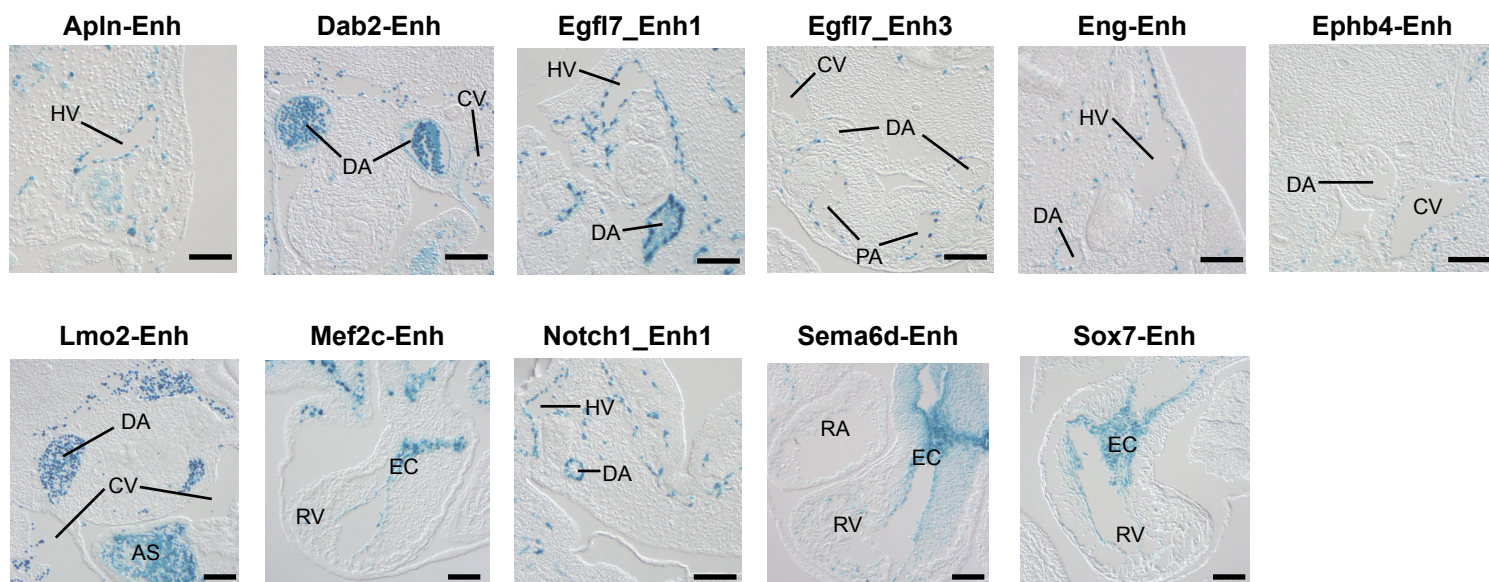 Apln-Enh
Dab2-Enh
Egfl7_Enh1
Egfl7_Enh3
Eng-Enh
Ephb4-Enh
HV
DA
CV
HV
DA
CV
DA
PA
HV
DA
DA
CV
Lmo2-Enh
Mef2c-Enh
Notch1_Enh1
Sema6d-Enh
Sox7-Enh
DA
CV
AS
EC
RV
HV
DA
RA
EC
RV
EC
RV